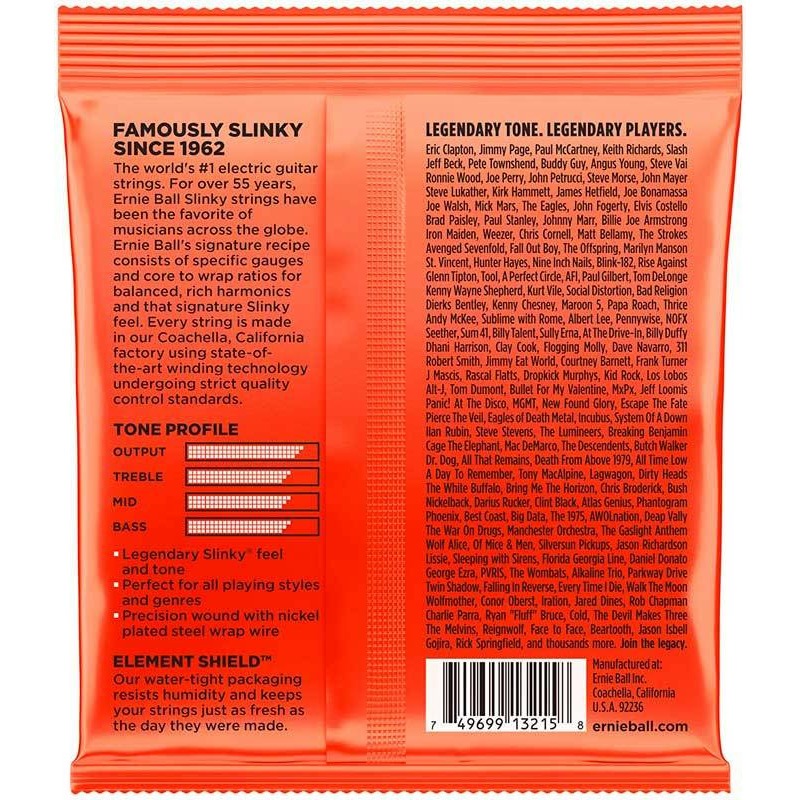 FAMOUSLY SLINKY
SINCE 1962
The world's #1 electric guitar
strings. For over 55 years,
Ernie Ball Slinky strings have
been the favorite of
musicians across the globe.
Ernie Ball's signature recipe
consists of specific gauges
and core to wrap ratios for
balanced, rich harmonics
and that signature Slinky
feel. Every string is made
in our Coachella, California
factory using state-of-
the-art winding technology
undergoing strict quality
control standards.
TONE PROFILE
OUTPUT
TREBLE
MID
BASS
▪ Legendary Slinky® feel
and tone
▪ Perfect for all playing styles
and genres
▪ Precision wound with nickel
plated steel wrap wire
ELEMENT SHIELD™
Our water-tight packaging
resists humidity and keeps
your strings just as fresh as
the day they were made.
LEGENDARY TONE. LEGENDARY PLAYERS.
Eric Clapton, Jimmy Page, Paul McCartney, Keith Richards, Slash
Jeff Beck, Pete Townshend, Buddy Guy, Angus Young, Steve Vai
Ronnie Wood, Joe Perry, John Petrucci, Steve Morse, John Mayer
Steve Lukather, Kirk Hammett, James Hetfield, Joe Bonamassa
Joe Walsh, Mick Mars, The Eagles, John Fogerty, Elvis Costello
Brad Paisley, Paul Stanley, Johnny Marr, Billie Joe Armstrong
Iron Maiden, Weezer, Chris Cornell, Matt Bellamy, The Strokes
Avenged Sevenfold, Fall Out Boy, The Offspring, Marilyn Manson
St. Vincent, Hunter Hayes, Nine Inch Nails, Blink-182, Rise Against
Glenn Tipton, Tool, A Perfect Circle, AFI, Paul Gilbert, Tom DeLonge
Kenny Wayne Shepherd, Kurt Vile, Social Distortion, Bad Religion
Dierks Bentley, Kenny Chesney, Maroon 5, Papa Roach, Thrice
Andy McKee, Sublime with Rome, Albert Lee, Pennywise, NOFX
Seether, Sum 41, Billy Talent, Sully Erna, At The Drive-In, Billy Duffy
Dhani Harrison, Clay Cook, Flogging Molly, Dave Navarro, 311
Robert Smith, Jimmy Eat World, Courtney Barnett, Frank Turner
J Mascis, Rascal Flatts, Dropkick Murphys, Kid Rock, Los Lobos
Alt-J, Tom Dumont, Bullet For My Valentine, MxPx, Jeff Loomis
Panic! At The Disco, MGMT, New Found Glory, Escape The Fate
Pierce The Veil, Eagles of Death Metal, Incubus, System Of A Down
Ilan Rubin, Steve Stevens, The Lumineers, Breaking Benjamin
Cage The Elephant, Mac DeMarco, The Descendents, Butch Walker
Dr. Dog, All That Remains, Death From Above 1979, All Time Low
A Day To Remember, Tony MacAlpine, Lagwagon, Dirty Heads
The White Buffalo, Bring Me The Horizon, Chris Broderick, Bush
Nickelback, Darius Rucker, Clint Black, Atlas Genius, Phantogram
Phoenix, Best Coast, Big Data, The 1975, AWOLnation, Deap Vally
The War On Drugs, Manchester Orchestra, The Gaslight Anthem
Wolf Alice, Of Mice & Men, Silversun Pickups, Jason Richardson
Lissie, Sleeping with Sirens, Florida Georgia Line, Daniel Donato
George Ezra, PVRIS, The Wombats, Alkaline Trio, Parkway Drive
Twin Shadow, Falling In Reverse, Every Time I Die, Walk The Moon
Wolfmother, Conor Oberst, Iration, Jared Dines, Rob Chapman
Charlie Parra, Ryan "Fluff" Bruce, Cold, The Devil Makes Three
The Melvins, Reignwolf, Face to Face, Beartooth, Jason Isbell
Gojira, Rick Springfield, and thousands more. Join the legacy.
7 49699 13215 8
Manufactured at:
Ernie Ball Inc.
Coachella, California
U.S.A. 92236
ernieball.com